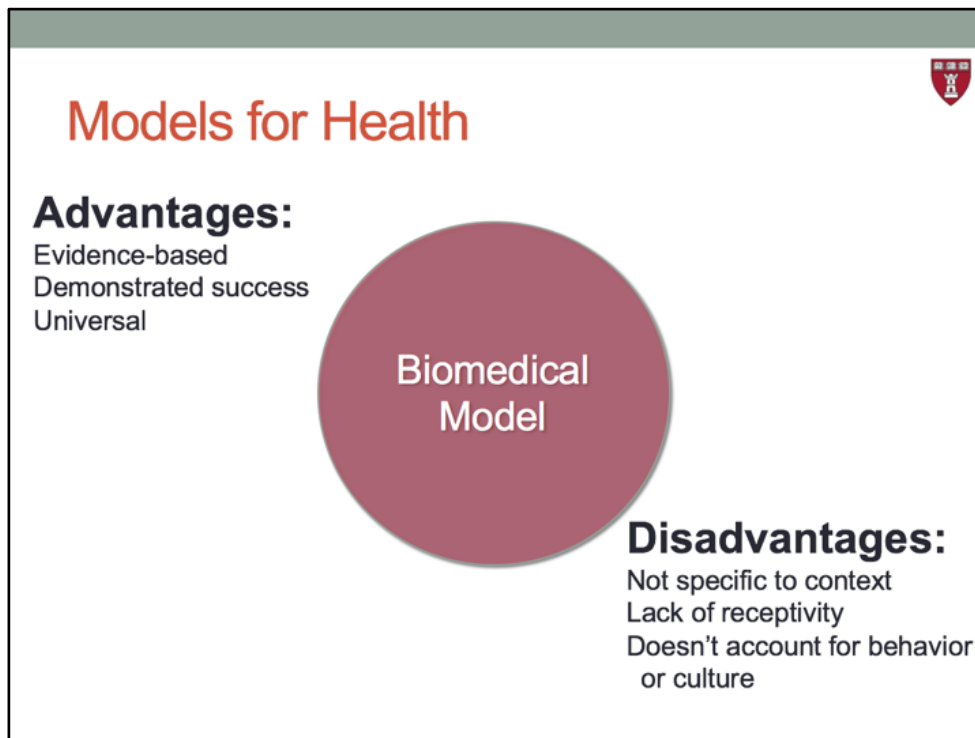 Models for Health
Advantages:
Evidence-based
Demonstrated success
Universal
Biomedical
Model
Disadvantages:
Not specific to context
Lack of receptivity
Doesn't account for behavior
or culture